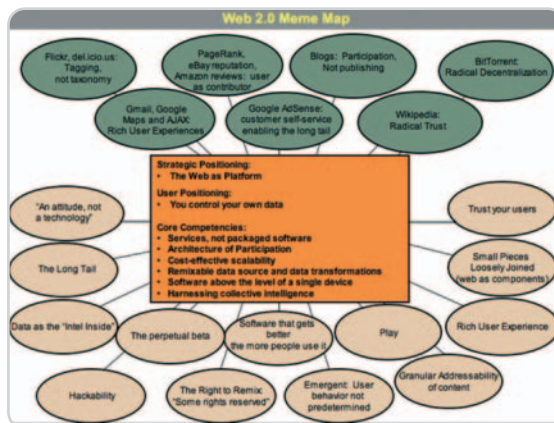 Web 2.0 Meme Map
Flickr, del.icio.us:
Tagging,
not taxonomy
PageRank,
eBay reputation,
Amazon reviews: user
as contributor
Blogs: Participation,
Not publishing
BitTorrent:
Radical Decentralization
Gmail, Google
Maps and AJAX:
Rich User Experiences
Google AdSense:
customer self-service
enabling the long tail
Wikipedia:
Radical Trust
Strategic Positioning:
• The Web as Platform
User Positioning:
• You control your own data
Core Competencies:
• Services, not packaged software
• Architecture of Participation
• Cost-effective scalability
• Remixable data source and data transformations
• Software above the level of a single device
• Harnessing collective intelligence
"An attitude, not
a technology"
Trust your users
The Long Tail
Small Pieces
Loosely Joined
(web as components)
Data as the "Intel Inside"
The perpetual beta
Software that gets
better
the more people use it
Play
Rich User Experience
Hackability
The Right to Remix:
"Some rights reserved"
Emergent: User
behavior not
predetermined
Granular Addressability
of content